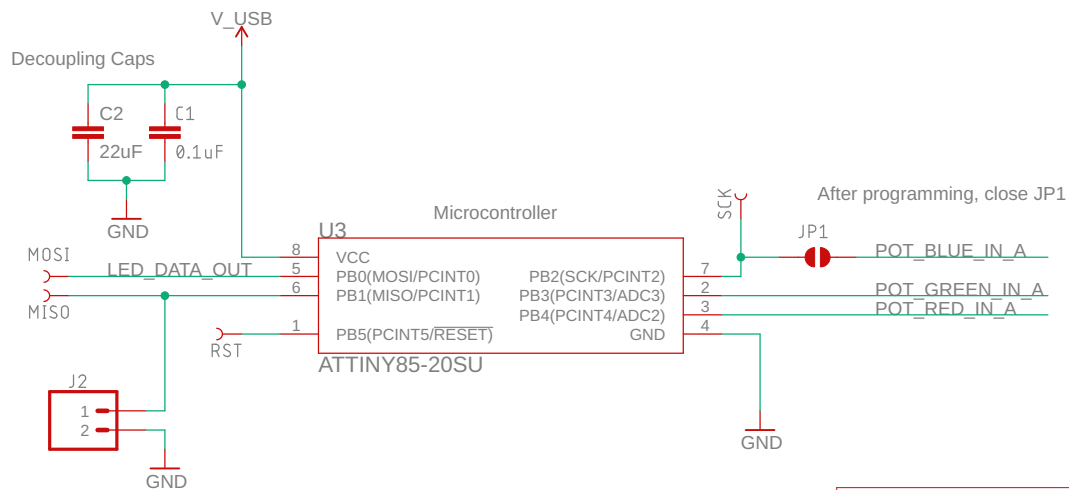 V_USB
Decoupling Caps
C2
C1
22uF
0.1uF
GND
SCK
After programming, close JP1
Microcontroller
JP1
U3
MOSI
LED_DATA_OUT
MISO
8
5
6
1
VCC
PB0(MOSI/PCINT0)
PB1(MISO/PCINT1)
PB5(PCINT5/RESET)
PB2(SCK/PCINT2)
PB3(PCINT3/ADC3)
PB4(PCINT4/ADC2)
GND
7
2
3
4
POT_BLUE_IN_A
POT_GREEN_IN_A
POT_RED_IN_A
RST
ATTINY85-20SU
J2
1
2
GND
GND